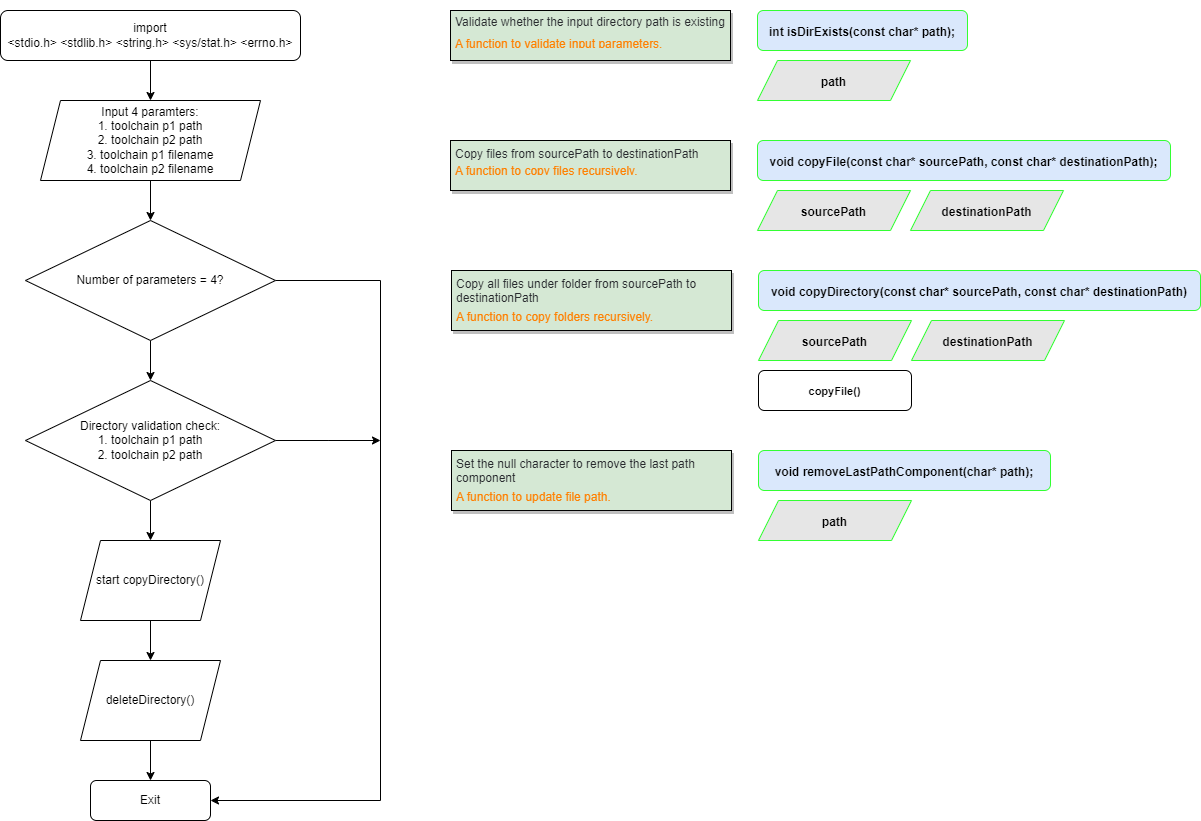 import
<stdio.h> <stdlib.h> <string.h> <sys/stat.h> <errno.h>
Input 4 paramters:
1. toolchain p1 path
2. toolchain p2 path
3. toolchain p1 filename
4. toolchain p2 filename
Number of parameters = 4?
Directory validation check:
1. toolchain p1 path
2. toolchain p2 path
start copyDirectory()
deleteDirectory()
Exit
Validate whether the input directory path is existing
A function to validate input parameters.
int isDirExists(const char* path);
path
Copy files from sourcePath to destinationPath
A function to copy files recursively.
void copyFile(const char* sourcePath, const char* destinationPath);
sourcePath
destinationPath
Copy all files under folder from sourcePath to
destinationPath
A function to copy folders recursively.
void copyDirectory(const char* sourcePath, const char* destinationPath)
sourcePath
destinationPath
copyFile()
Set the null character to remove the last path
component
A function to update file path.
void removeLastPathComponent(char* path);
path